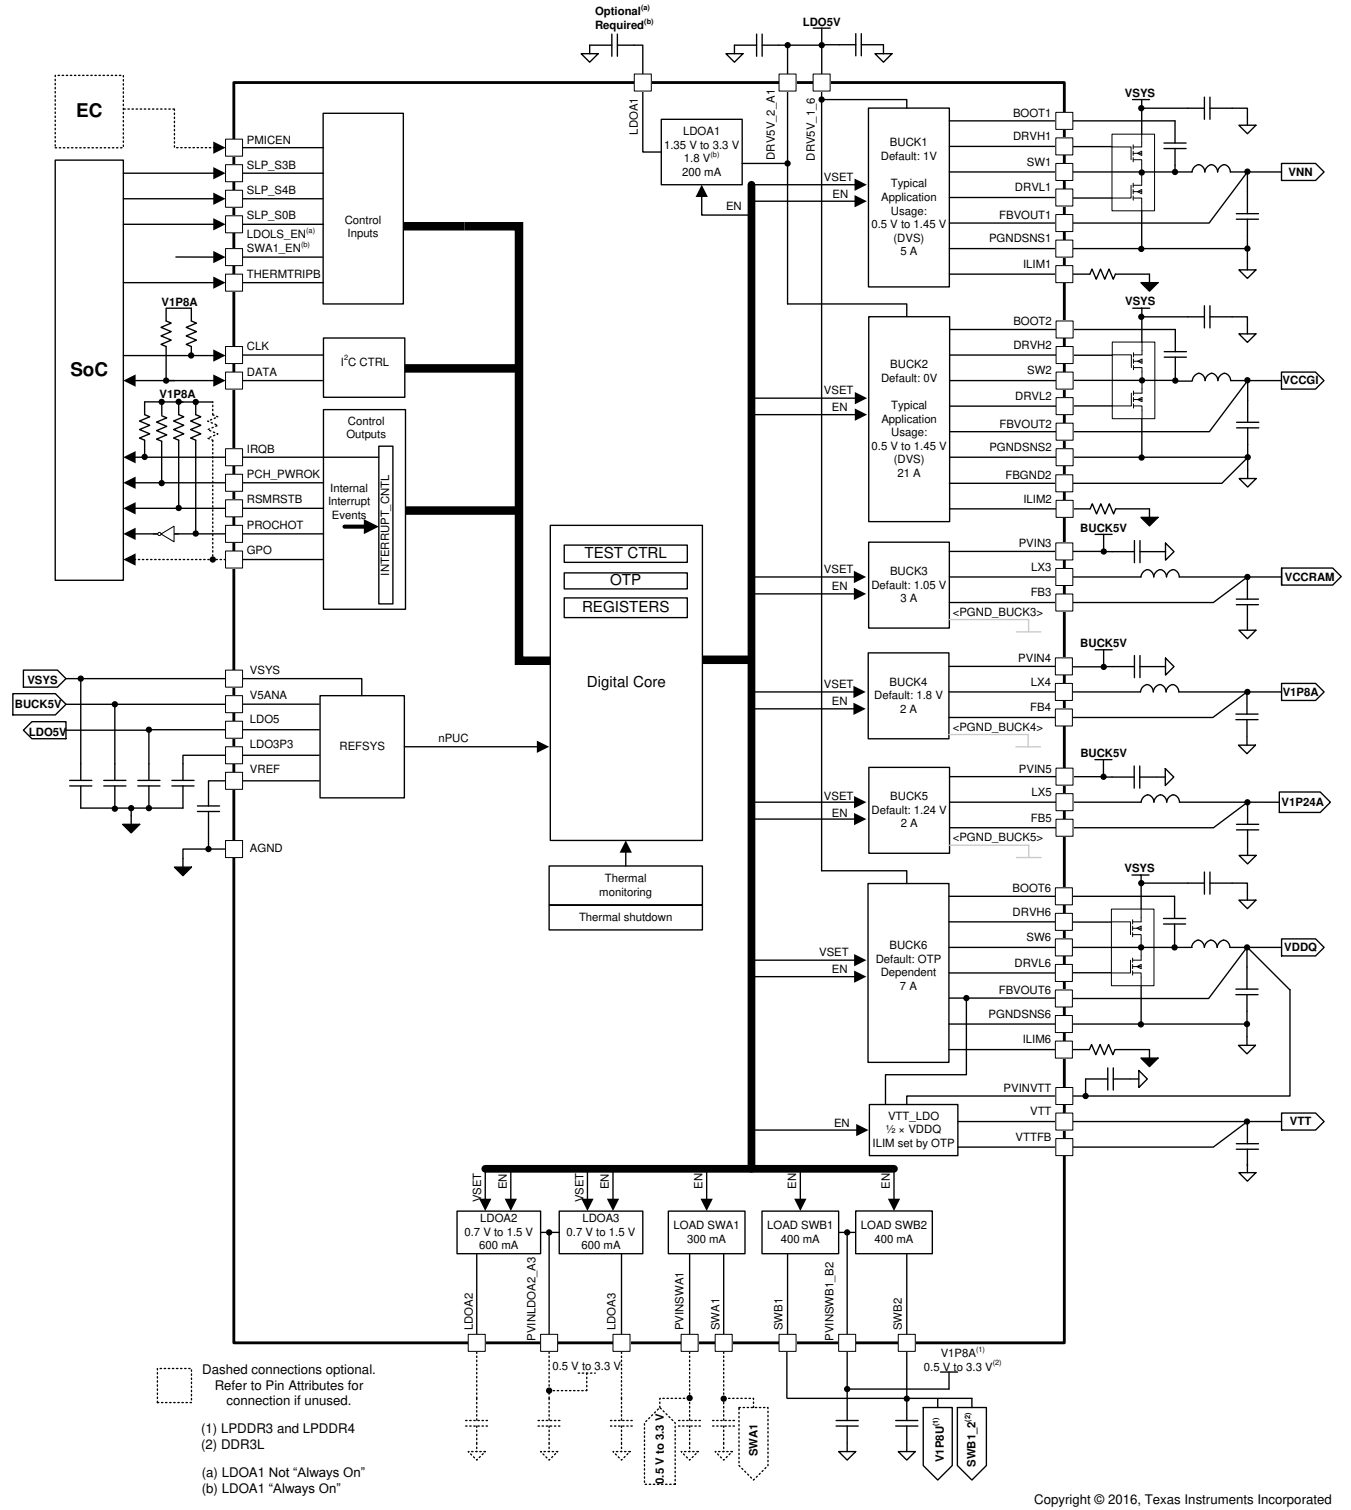 Optional(a)
Required(b)
LDO5V
EC
SoC
PMICEN
SLP_S3B
SLP_S4B
SLP_S0B
LDOLS_EN(a)
SWA1_EN(b)
THERMTRIPB
Control
Inputs
V1P8A
CLK
DATA
I2C CTRL
V1P8A
IRQB
PCH_PWROK
RSMRSTB
PROCHOT
GPO
Control
Outputs
Internal
Interrupt
Events
INTERRUPT_CNTL
VSYS
BUCK5V
LDO5V
VSYS
V5ANA
LDO5
LDO3P3
VREF
AGND
REFSYS
nPUC
TEST CTRL
OTP
REGISTERS
Digital Core
Thermal
monitoring
Thermal shutdown
LDOA1
LDOA1
1.35 V to 3.3 V
1.8 V(b)
200 mA
EN
DRV5V_2_A1
DRV5V_1_6
VSET
EN
BUCK1
Default: 1V
Typical
Application
Usage:
0.5 V to 1.45 V
(DVS)
5 A
BOOT1
DRVH1
SW1
DRVL1
FBVOUT1
PGNDSNS1
ILIM1
VSYS
VNN
VSET
EN
BUCK2
Default: 0V
Typical
Application
Usage:
0.5 V to 1.45 V
(DVS)
21 A
BOOT2
DRVH2
SW2
DRVL2
FBVOUT2
PGNDSNS2
FBGND2
ILIM2
VSYS
VCCGI
VSET
EN
BUCK3
Default: 1.05 V
3 A
PVIN3
LX3
FB3
<PGND_BUCK3>
BUCK5V
VCCRAM
VSET
EN
BUCK4
Default: 1.8 V
2 A
PVIN4
LX4
FB4
<PGND_BUCK4>
BUCK5V
V1P8A
VSET
EN
BUCK5
Default: 1.24 V
2 A
PVIN5
LX5
FB5
<PGND_BUCK5>
BUCK5V
V1P24A
VSET
EN
BUCK6
Default: OTP
Dependent
7 A
BOOT6
DRVH6
SW6
DRVL6
FBVOUT6
PGNDSNS6
ILIM6
VSYS
VDDQ
EN
VTT_LDO
½ × VDDQ
ILIM set by OTP
PVINVTT
VTT
VTTFB
VTT
VSET
EN
VSET
EN
EN
EN
EN
LDOA2
0.7 V to 1.5 V
600 mA
LDOA3
0.7 V to 1.5 V
600 mA
LOAD SWA1
300 mA
LOAD SWB1
400 mA
LOAD SWB2
400 mA
LDOA2
PVINLDOA2_A3
LDOA3
PVINSWA1
SWA1
SWB1
PVINSWB1_B2
SWB2
0.5 V to 3.3 V
0.5 V to 3.3 V
SWA1
V1P8A(1)
0.5 V to 3.3 V(2)
V1P8U(1)
SWB1_2(2)
Dashed connections optional.
Refer to Pin Attributes for
connection if unused.
(1) LPDDR3 and LPDDR4
(2) DDR3L
(a) LDOA1 Not “Always On”
(b) LDOA1 “Always On”
Copyright © 2016, Texas Instruments Incorporated